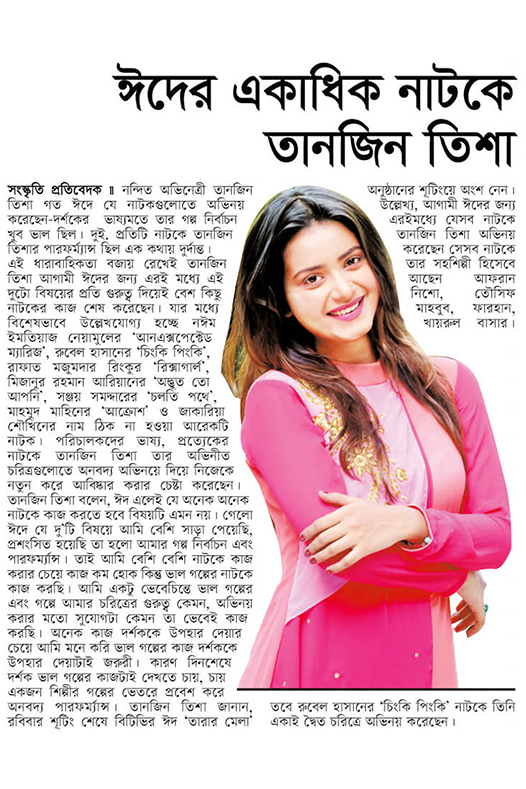 ঈদের একাধিক নাটকে
তানজিন তিশা
সংস্কৃতি প্রতিবেদক ॥ নন্দিত অভিনেত্রী তানজিন
তিশা গত ঈদে যে নাটকগুলোতে অভিনয়
করেছেন-দর্শকের ভাষ্যমতে তার গল্প নির্বাচন
খুব ভাল ছিল। দুই, প্রতিটি নাটকে তানজিন
তিশার পারফর্ম্যান্স ছিল এক কথায় দুর্দান্ত।
এই ধারাবাহিকতা বজায় রেখেই তানজিন
তিশা আগামী ঈদের জন্য এরই মধ্যে এই
দুটো বিষয়ের প্রতি গুরুত্ব দিয়েই বেশ কিছু
নাটকের কাজ শেষ করেছেন। যার মধ্যে
বিশেষভাবে উল্লেখযোগ্য হচ্ছে নঈম
ইমতিয়াজ নেয়ামুলের ‘আনএক্সপেক্টেড
ম্যারিজ’, রুবেল হাসানের ‘চিংকি পিংকি’,
রাফাত মজুমদার রিংকুর ‘রিক্সাগার্ল’,
মিজানুর রহমান আরিয়ানের ‘অদ্ভুত তো
আপনি’, সঞ্জয় সমদ্দারের ‘চলতি পথে’,
মাহমুদ মাহিনের ‘আক্রোশ’ ও জাকারিয়া
শৌখিনের নাম ঠিক না হওয়া আরেকটি
নাটক। পরিচালকদের ভাষ্য, প্রত্যেকের
নাটকে তানজিন তিশা তার অভিনীত
চরিত্রগুলোতে অনবদ্য অভিনয়ে দিয়ে নিজেকে
নতুন করে আবিষ্কার করার চেষ্টা করেছেন।
তানজিন তিশা বলেন, ঈদ এলেই যে অনেক অনেক
নাটকে কাজ করতে হবে বিষয়টি এমন নয়। গেলো
ঈদে যে দু’টি বিষয়ে আমি বেশি সাড়া পেয়েছি,
প্রশংসিত হয়েছি তা হলো আমার গল্প নির্বাচন এবং
পারফর্ম্যান্স। তাই আমি বেশি বেশি নাটকে কাজ
করার চেয়ে কাজ কম হোক কিন্তু ভাল গল্পের নাটকে
কাজ করছি। আমি একটু ভেবেচিন্তে ভাল গল্পের
এবং গল্পে আমার চরিত্রের গুরুত্ব কেমন, অভিনয়
করার মতো সুযোগটা কেমন তা ভেবেই কাজ
করছি। অনেক কাজ দর্শককে উপহার দেয়ার
চেয়ে আমি মনে করি ভাল গল্পের কাজ দর্শককে
উপহার দেয়াটাই জরুরী। কারণ দিনশেষে
দর্শক ভাল গল্পের কাজটাই দেখতে চায়, চায়
একজন শিল্পীর গল্পের ভেতরে প্রবেশ করে
অনবদ্য পারফর্ম্যান্স। তানজিন তিশা জানান,
রবিবার শূটিং শেষে বিটিভির ঈদ ‘তারার মেলা’
অনুষ্ঠানের শূটিংয়ে অংশ নেন।
উল্লেখ্য, আগামী ঈদের জন্য
এরইমধ্যে যেসব নাটকে
তানজিন তিশা অভিনয়
করেছেন সেসব নাটকে
তার সহশিল্পী হিসেবে
আছেন আফরান
নিশো, তৌসিফ
মাহবুব, ফারহান,
খায়রুল বাসার।
তবে রুবেল হাসানের ‘চিংকি পিংকি’ নাটকে তিনি
একাই দ্বৈত চরিত্রে অভিনয় করেছেন।